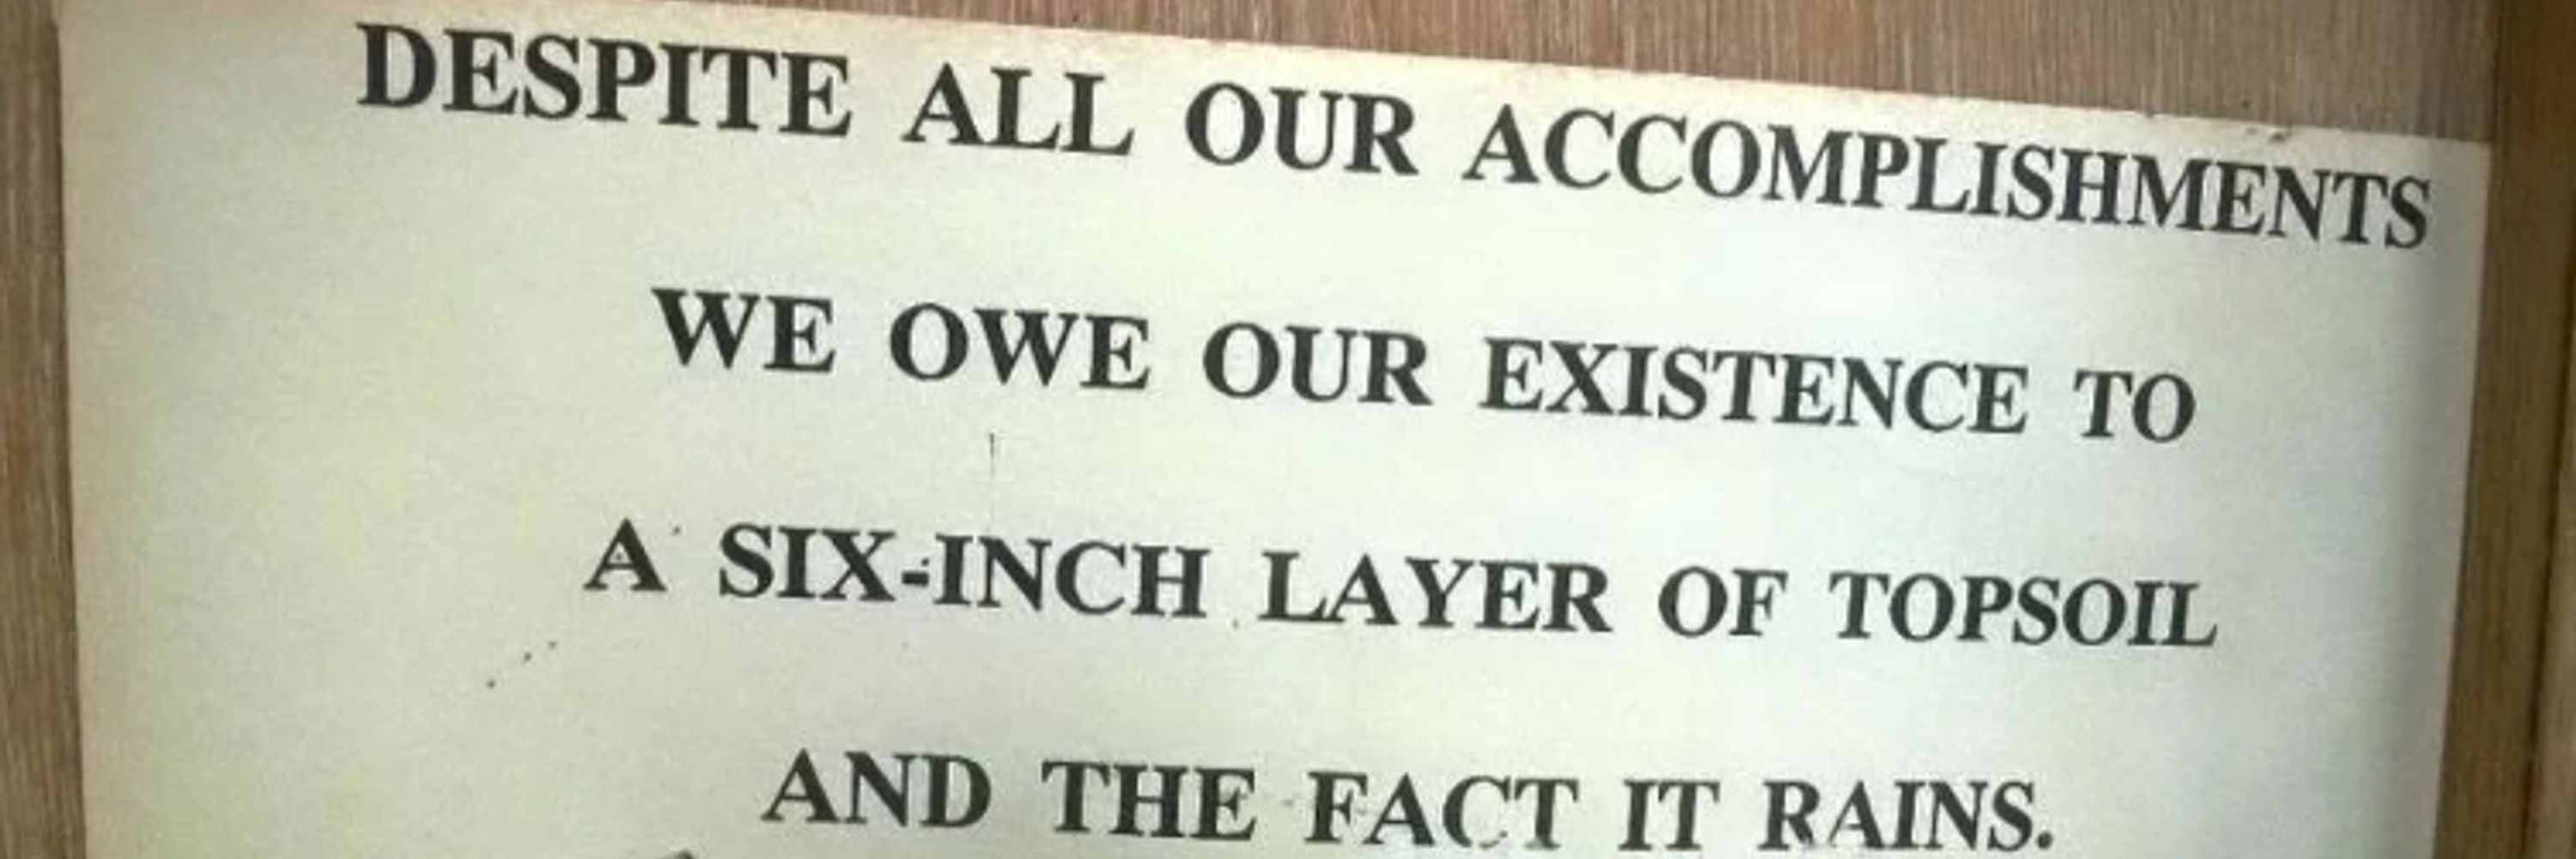 DESPITE ALL OUR ACCOMPLISHMENTS
WE OWE OUR EXISTENCE TO
A SIX-INCH LAYER OF TOPSOIL
AND THE FACT IT RAINS.